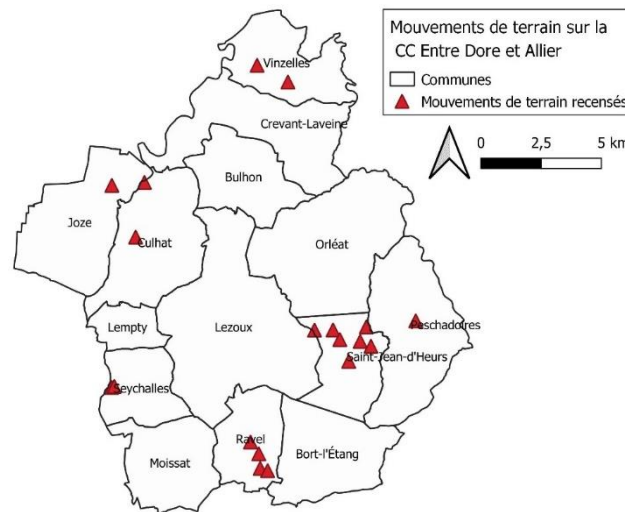 Mouvements de terrain sur la
CC Entre Dore et Allier
Communes
Mouvements de terrain recensés
0 2,5 5 km
Vinzelles
Crevant-Laveine
Bulhon
Joze
Culhat
Orléat
Lempty
Lezoux
Peschadoires
Saint-Jean-d'Heurs
Seychalles
Ravel
Moissat
Bort-l'Étang